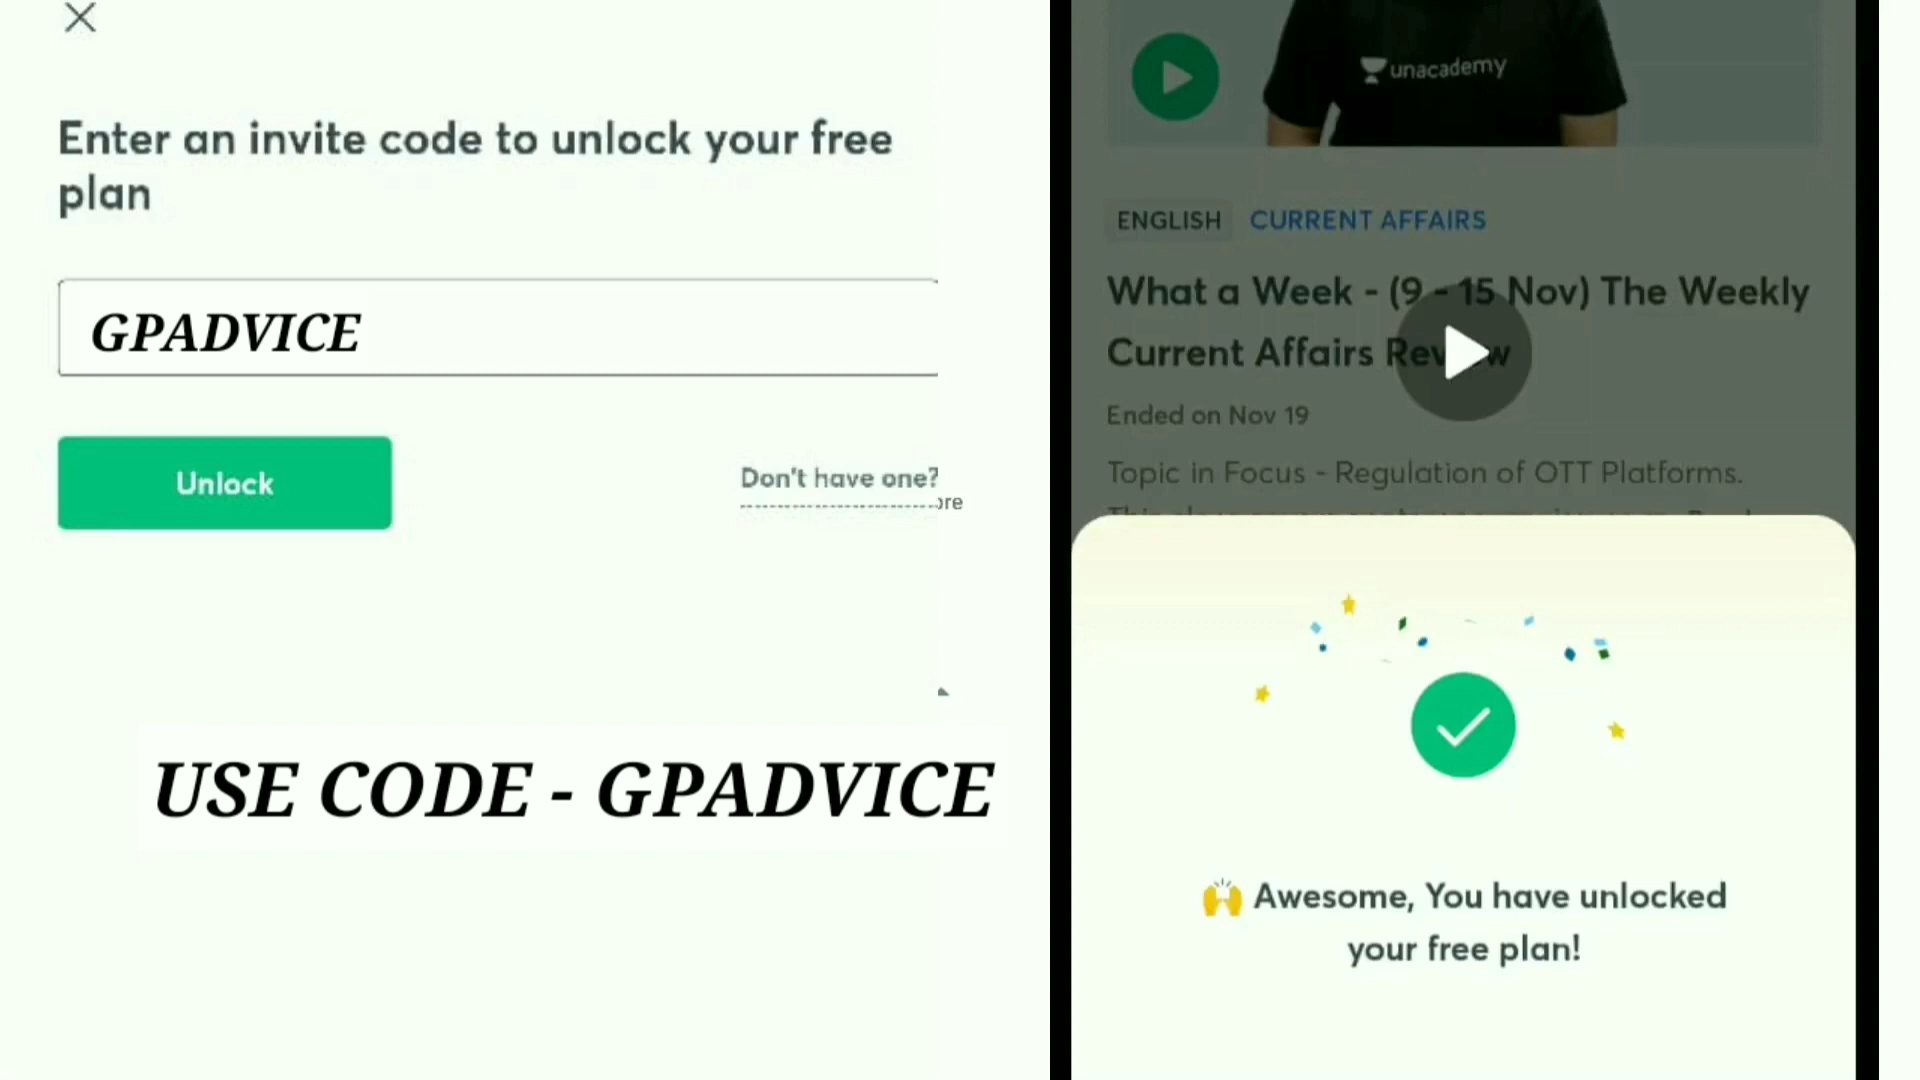 Enter an invite code to unlock your free
plan
GPADVICE
Unlock
Don't have one?
USE CODE - GPADVICE
unacademy
ENGLISH CURRENT AFFAIRS
What a Week - (9 - 15 Nov) The Weekly
Current Affairs Review
Ended on Nov 19
Topic in Focus - Regulation of OTT Platforms.
🙌 Awesome, You have unlocked
your free plan!